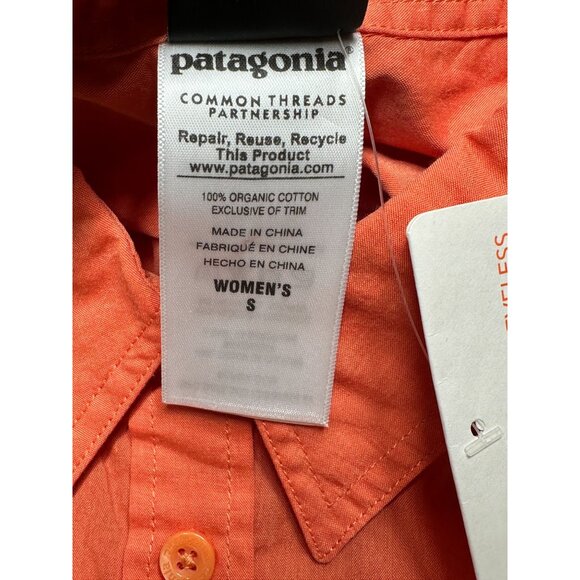 patagonia®
COMMON THREADS
PARTNERSHIP
Repair, Reuse, Recycle
This Product
www.patagonia.com
100% ORGANIC COTTON
EXCLUSIVE OF TRIM
MADE IN CHINA
FABRIQUÉ EN CHINE
HECHO EN CHINA
WOMEN'S
S